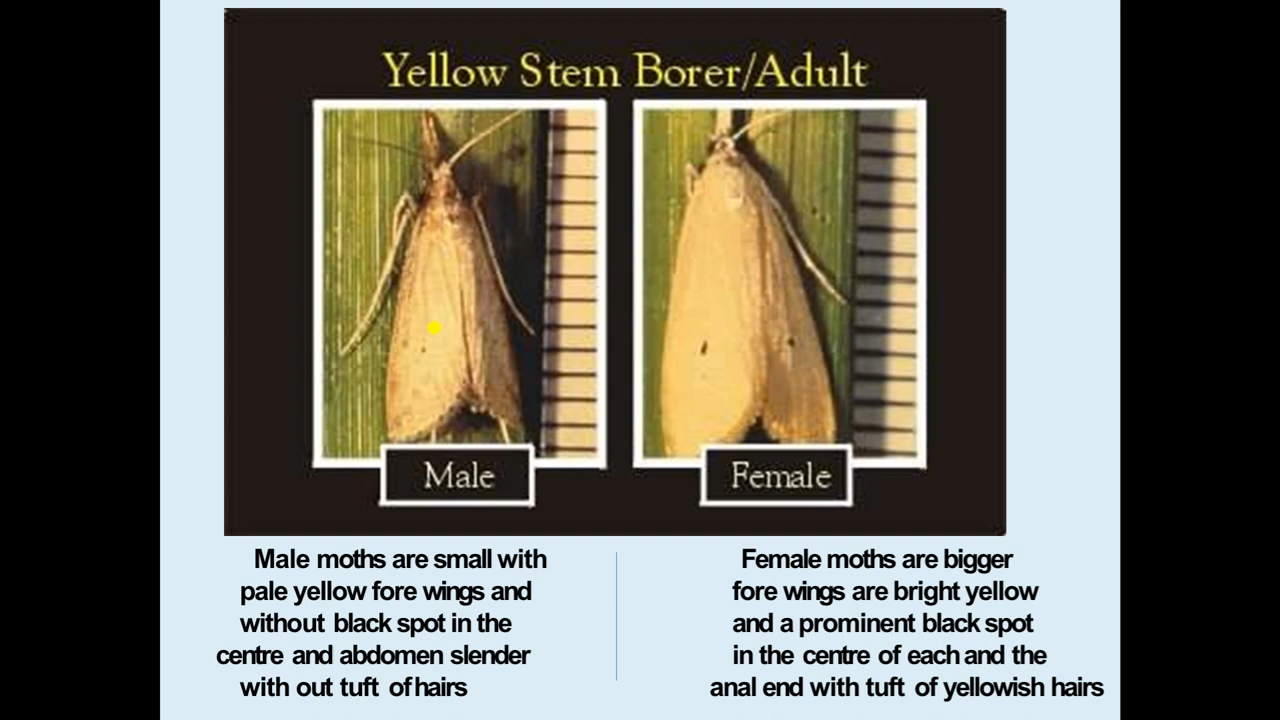 Yellow Stem Borer/Adult
Male
Female
Male moths are small with
pale yellow fore wings and
without black spot in the
centre and abdomen slender
with out tuft of hairs
Female moths are bigger
fore wings are bright yellow
and a prominent black spot
in the centre of each and the
anal end with tuft of yellowish hairs